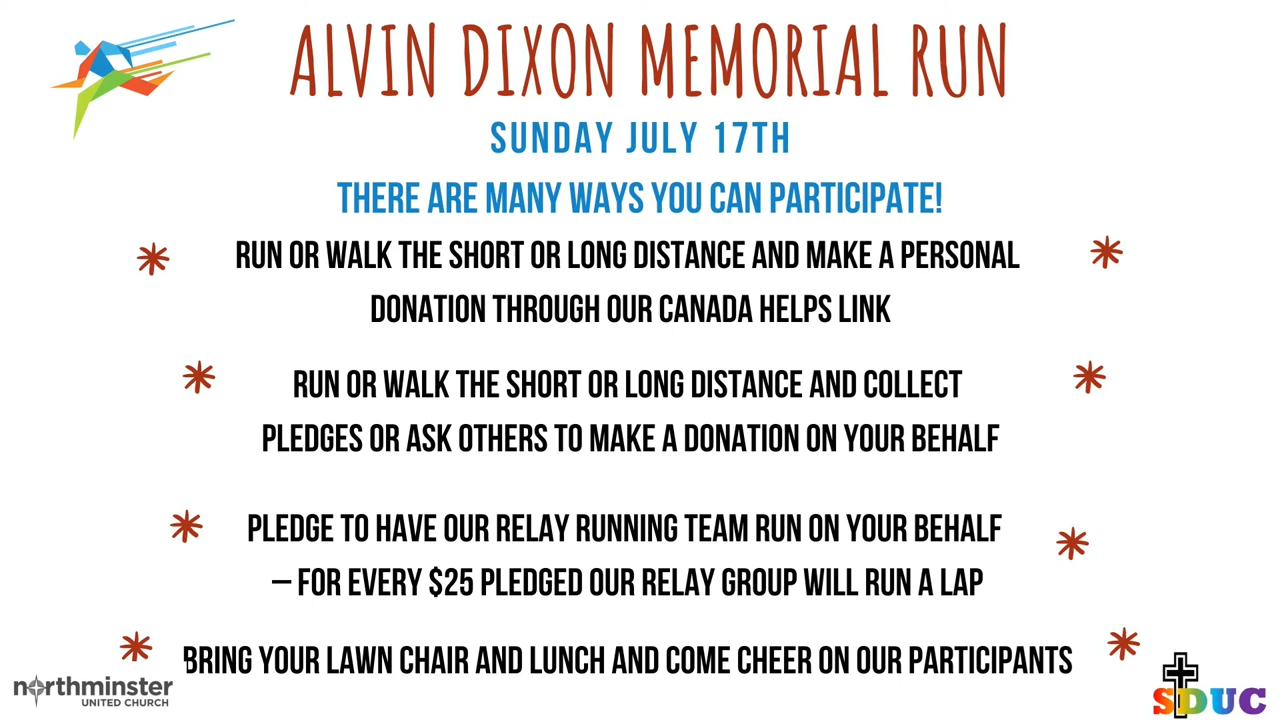 ALVIN DIXON MEMORIAL RUN
SUNDAY JULY 17TH
THERE ARE MANY WAYS YOU CAN PARTICIPATE!
RUN OR WALK THE SHORT OR LONG DISTANCE AND MAKE A PERSONAL
DONATION THROUGH OUR CANADA HELPS LINK
RUN OR WALK THE SHORT OR LONG DISTANCE AND COLLECT
PLEDGES OR ASK OTHERS TO MAKE A DONATION ON YOUR BEHALF
PLEDGE TO HAVE OUR RELAY RUNNING TEAM RUN ON YOUR BEHALF
– FOR EVERY $25 PLEDGED OUR RELAY GROUP WILL RUN A LAP
BRING YOUR LAWN CHAIR AND LUNCH AND COME CHEER ON OUR PARTICIPANTS
northminster
UNITED CHURCH
SDUC